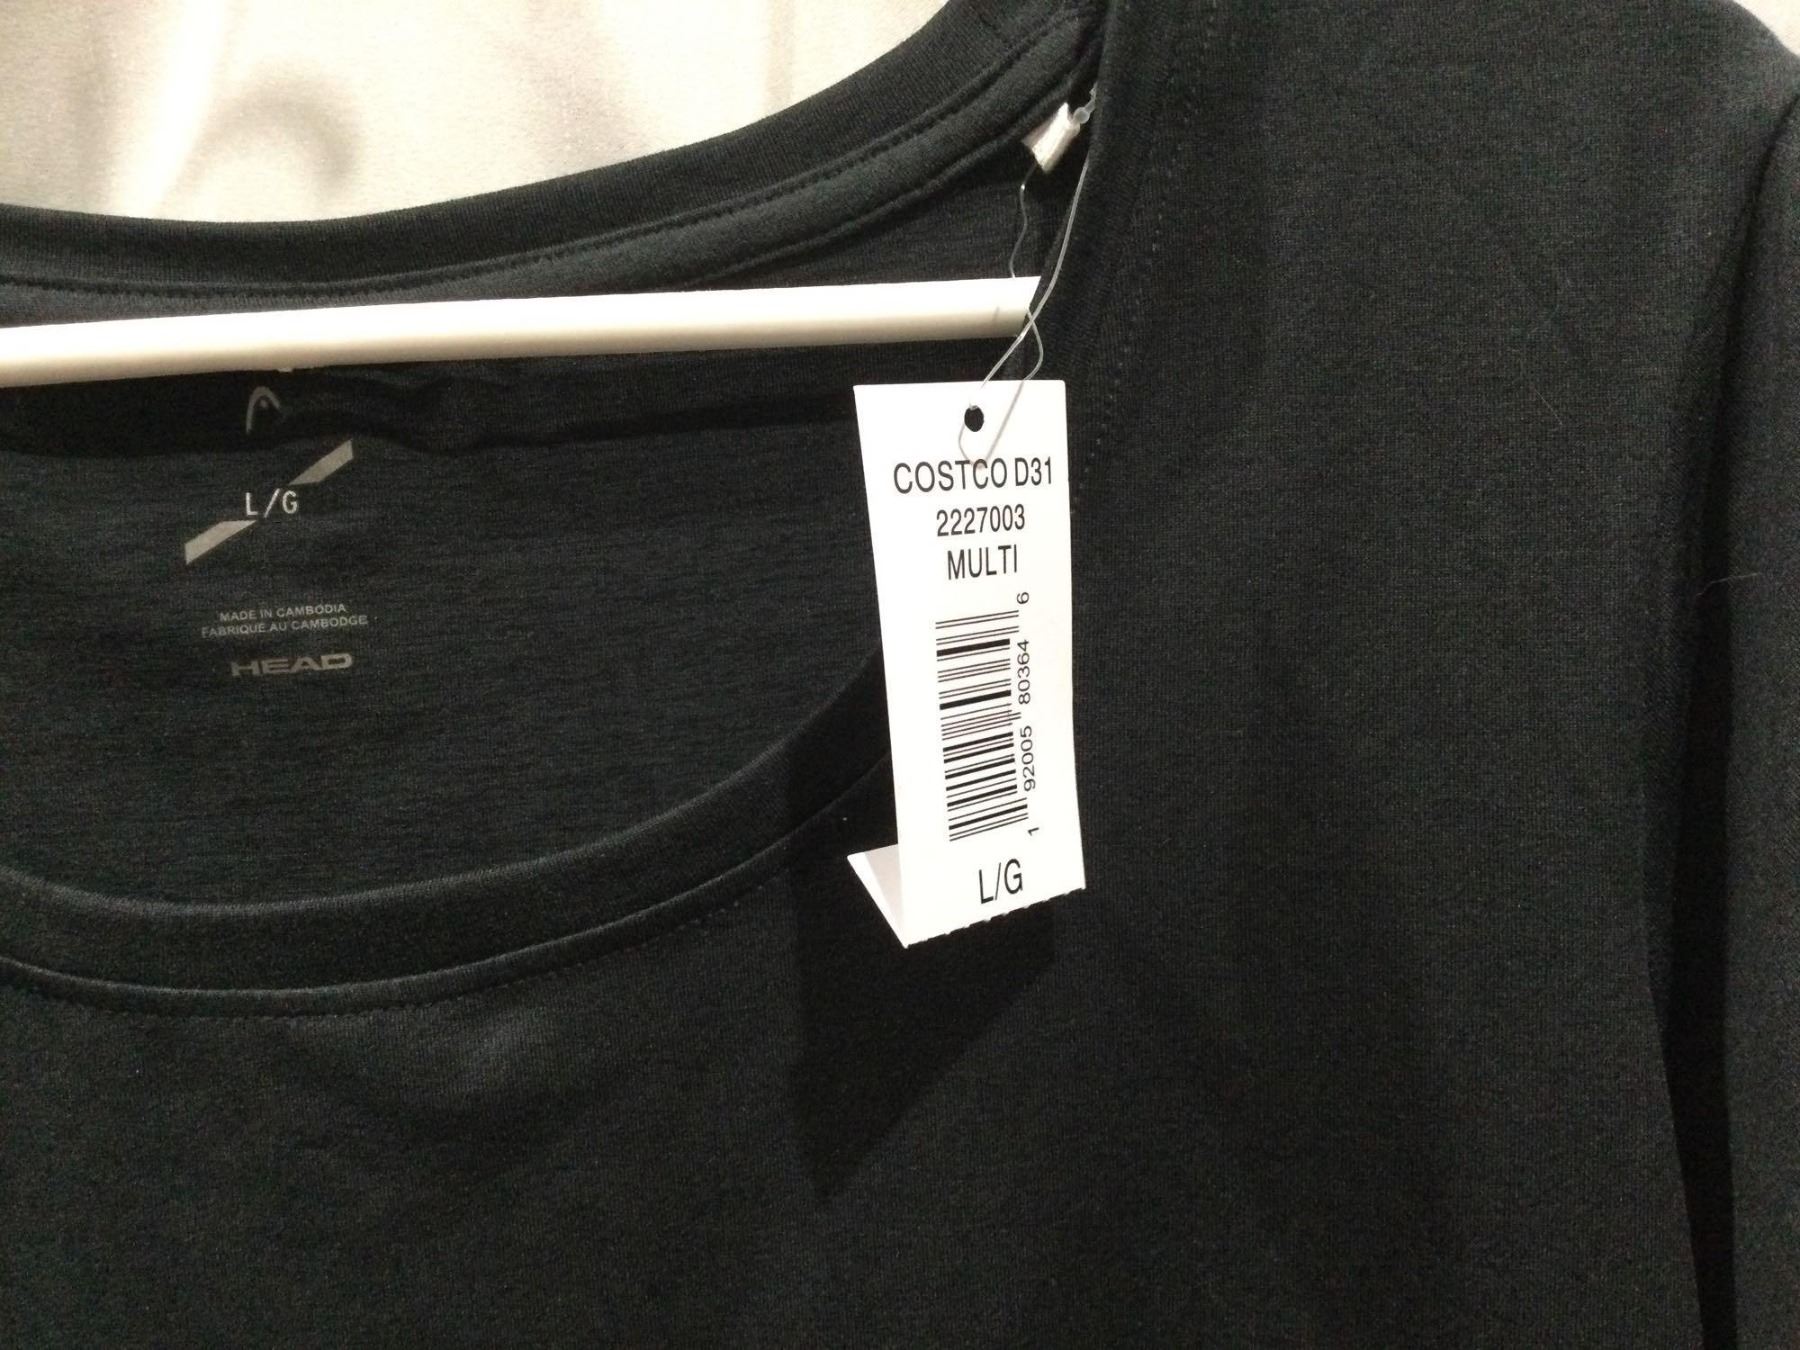 L/G
MADE IN CAMBODIA
FABRIQUE AU CAMBODGE
HEAD
COSTCO D31
2227003
MULTI
1 92005 80364 6
L/G